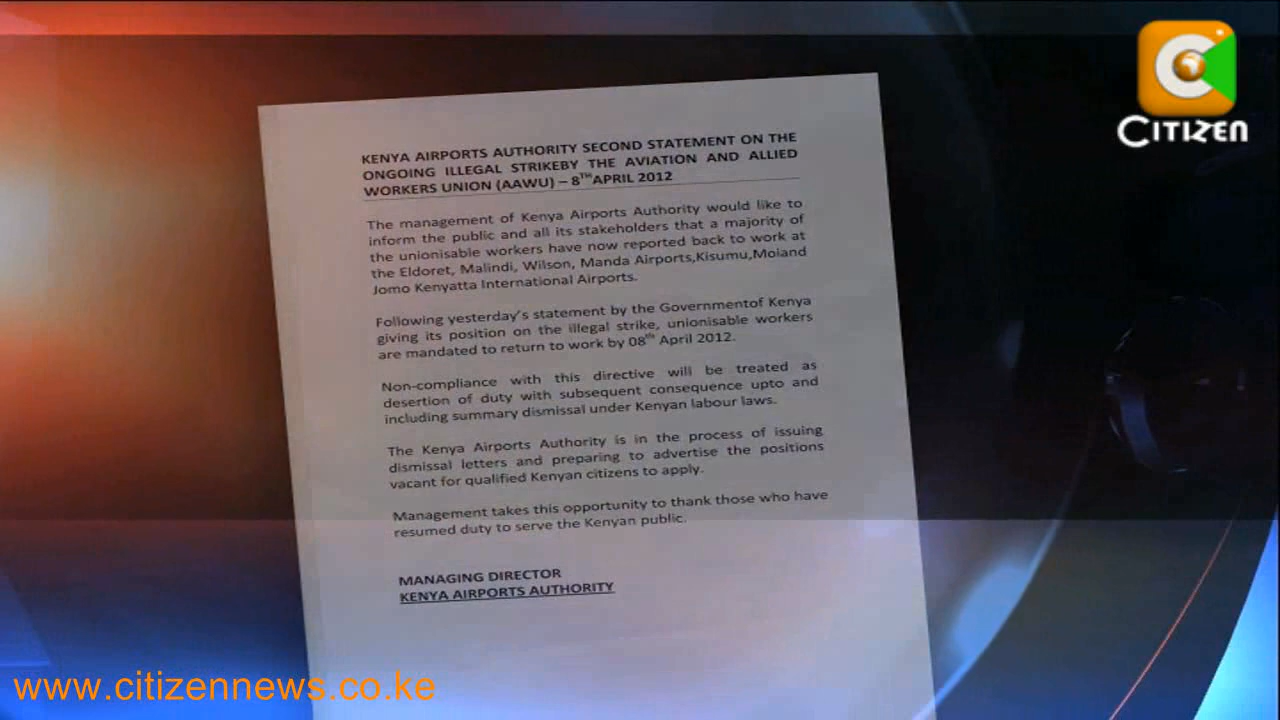 CITIZEN
KENYA AIRPORTS AUTHORITY SECOND STATEMENT ON THE
ONGOING ILLEGAL STRIKEBY THE AVIATION AND ALLIED
WORKERS UNION (AAWU) – 8TH APRIL 2012
The management of Kenya Airports Authority would like to
inform the public and all its stakeholders that a majority of
the unionisable workers have now reported back to work at
the Eldoret, Malindi, Wilson, Manda Airports,Kisumu,Moiand
Jomo Kenyatta International Airports.
Following yesterday's statement by the Governmentof Kenya
giving its position on the illegal strike, unionisable workers
are mandated to return to work by 08th April 2012.
Non-compliance with this directive will be treated as
desertion of duty with subsequent consequence upto and
including summary dismissal under Kenyan labour laws.
The Kenya Airports Authority is in the process of issuing
dismissal letters and preparing to advertise the positions
vacant for qualified Kenyan citizens to apply.
Management takes this opportunity to thank those who have
resumed duty to serve the Kenyan public.
MANAGING DIRECTOR
KENYA AIRPORTS AUTHORITY
www.citizennews.co.ke